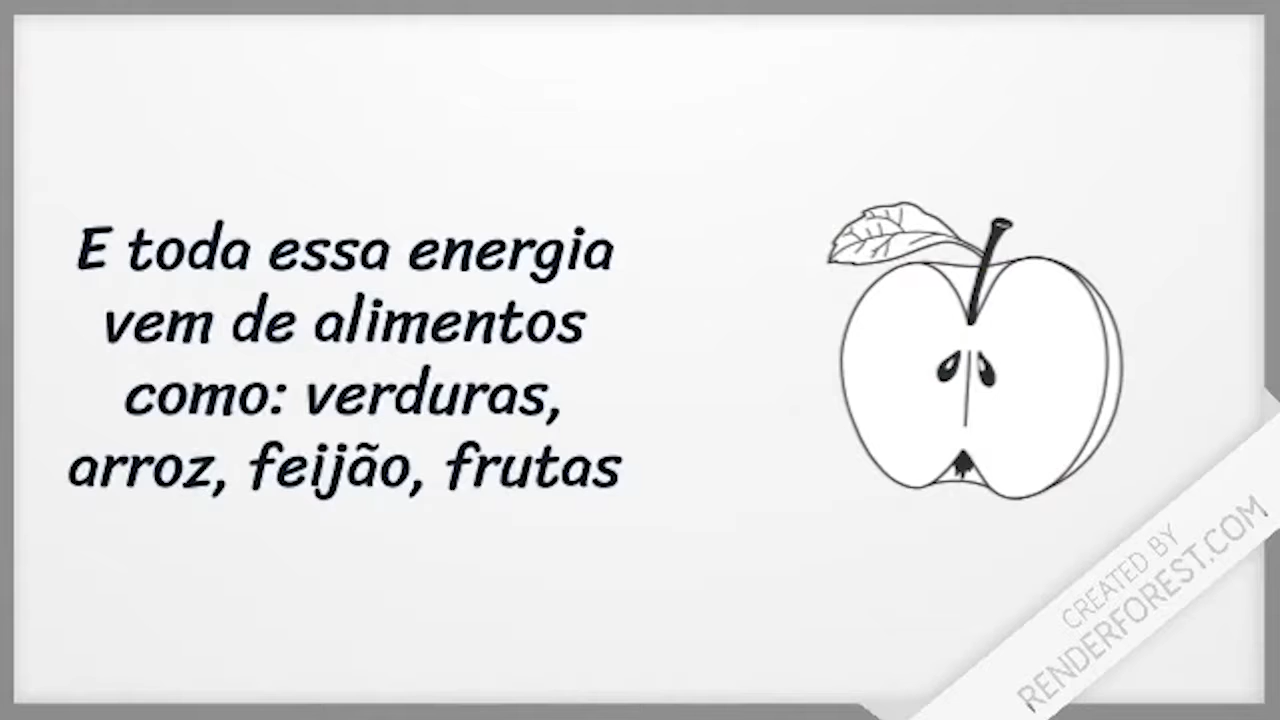 E toda essa energia
vem de alimentos
como: verduras,
arroz, feijão, frutas
CREATED BY
RENDERFOREST.COM